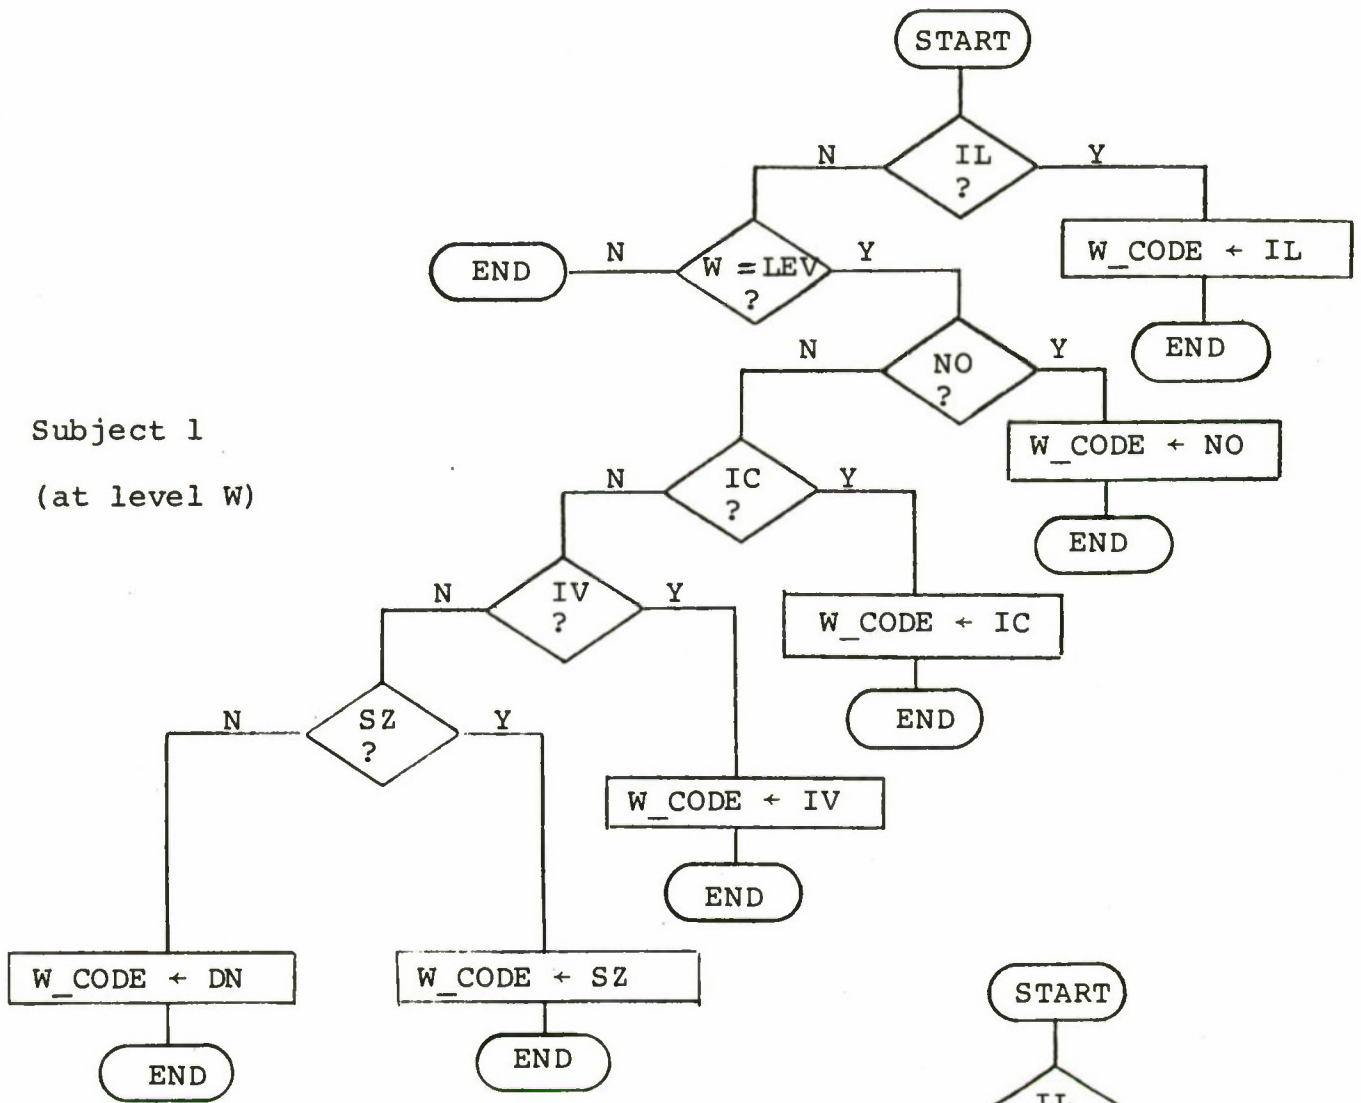 START
IL
?
N
Y
W_CODE ← IL
END
W = LEV
?
N
Y
END
NO
?
N
Y
W_CODE ← NO
END
Subject 1
(at level W)
IC
?
N
Y
W_CODE ← IC
END
IV
?
N
Y
W_CODE ← IV
END
SZ
?
N
Y
W_CODE ← DN
END
W_CODE ← SZ
END
START
IL